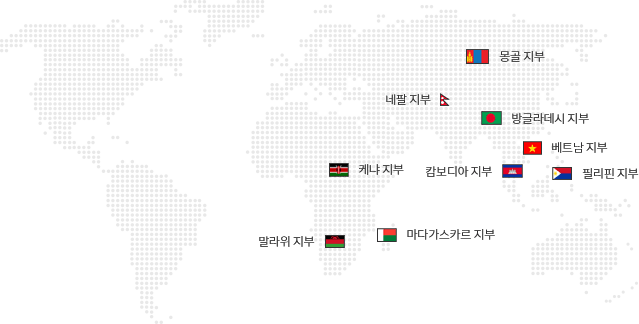 몽골 지부
네팔 지부
방글라데시 지부
베트남 지부
케냐 지부
캄보디아 지부
필리핀 지부
말라위 지부
마다가스카르 지부